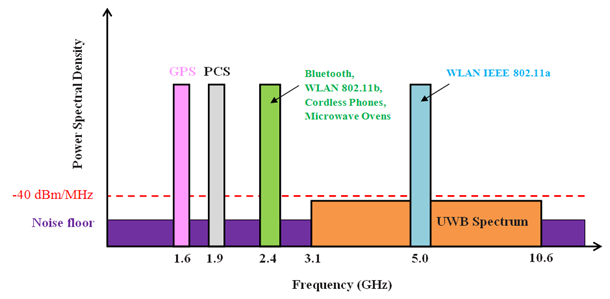 Power Spectral Density
GPS
PCS
Bluetooth,
WLAN 802.11b,
Cordless Phones,
Microwave Ovens
WLAN IEEE 802.11a
-40 dBm/MHz
Noise floor
UWB Spectrum
1.6
1.9
2.4
3.1
5.0
10.6
Frequency (GHz)